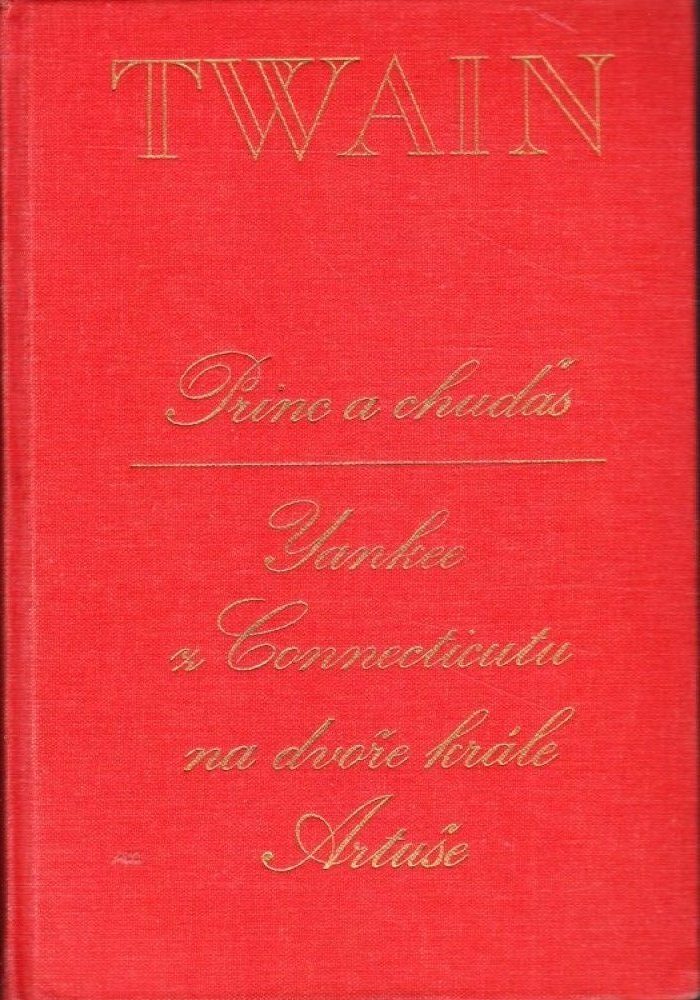 TWAIN
Princ a chuďas
Yankee
z Connecticutu
na dvoře krále
Artuše